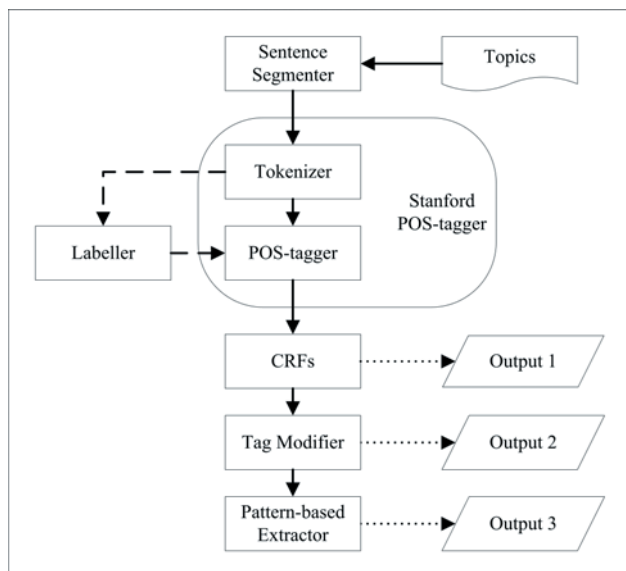 Sentence
Segmenter
Topics
Tokenizer
Stanford
POS-tagger
Labeller
POS-tagger
CRFs
Output 1
Tag Modifier
Output 2
Pattern-based
Extractor
Output 3